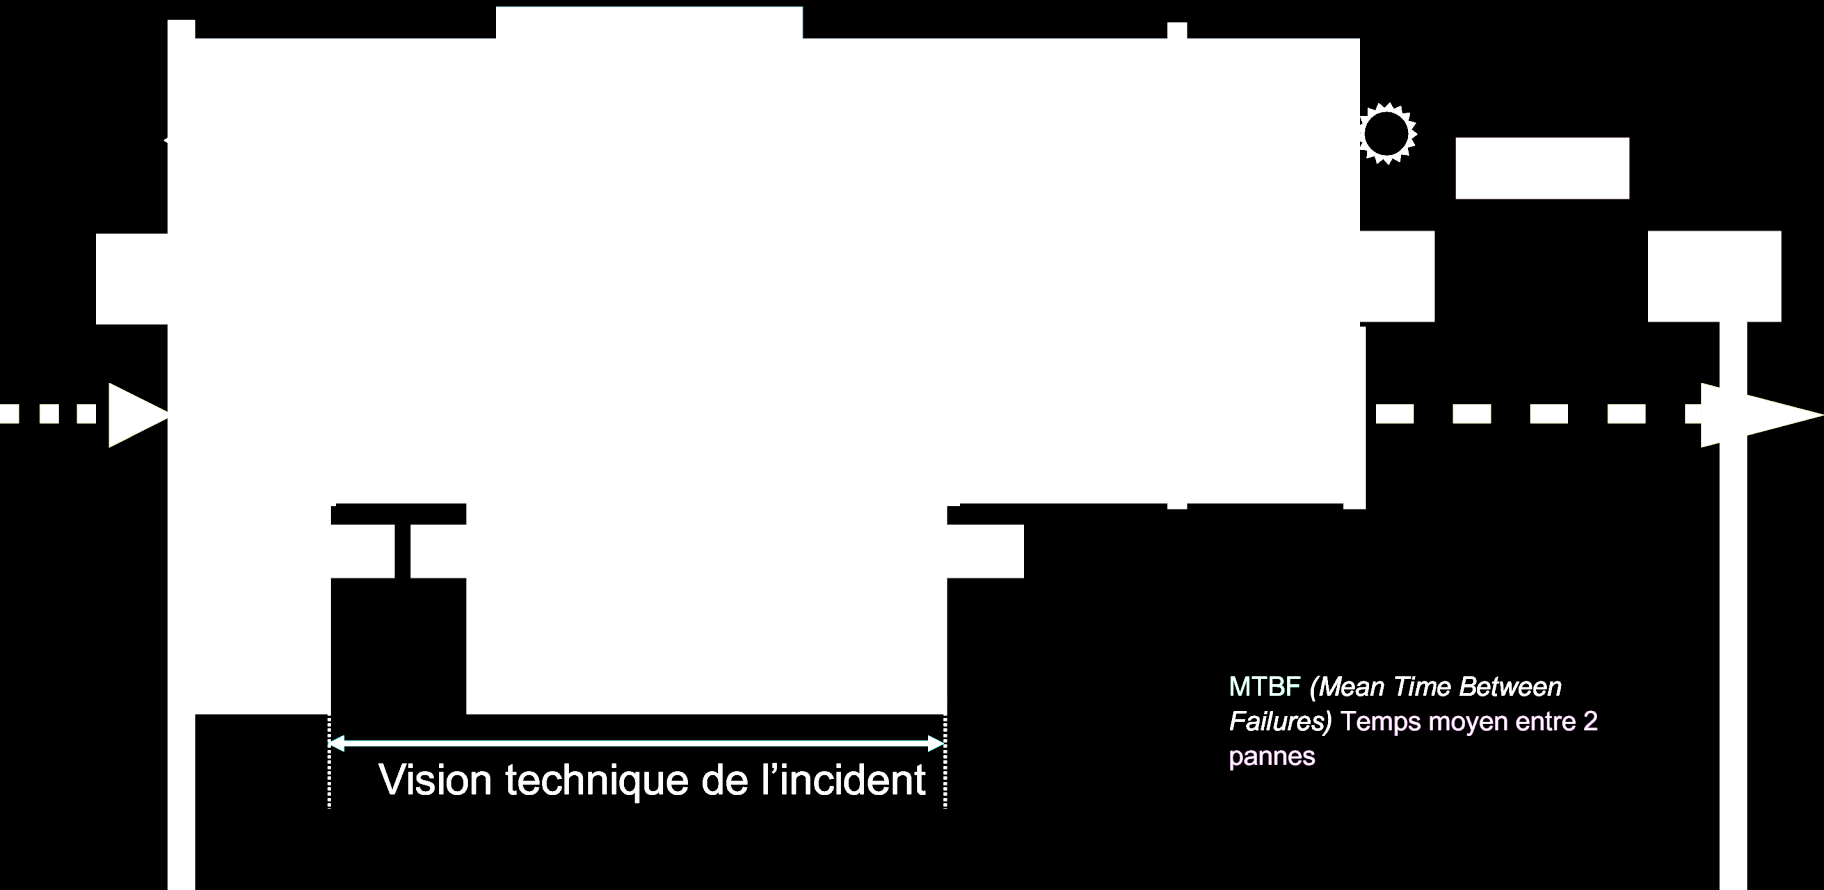 MTBF (Mean Time Between
Failures) Temps moyen entre 2
pannes
Vision technique de l’incident